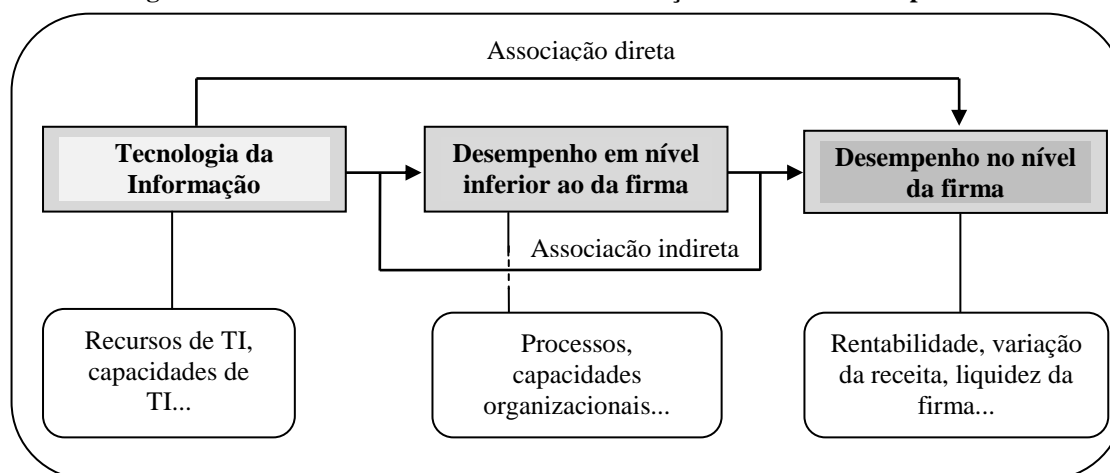 Associação direta
Tecnologia da
Informação
Desempenho em nível
inferior ao da firma
Desempenho no nível
da firma
Associacão indireta
Recursos de TI,
capacidades de
TI...
Processos,
capacidades
organizacionais...
Rentabilidade, variação
da receita, liquidez da
firma...